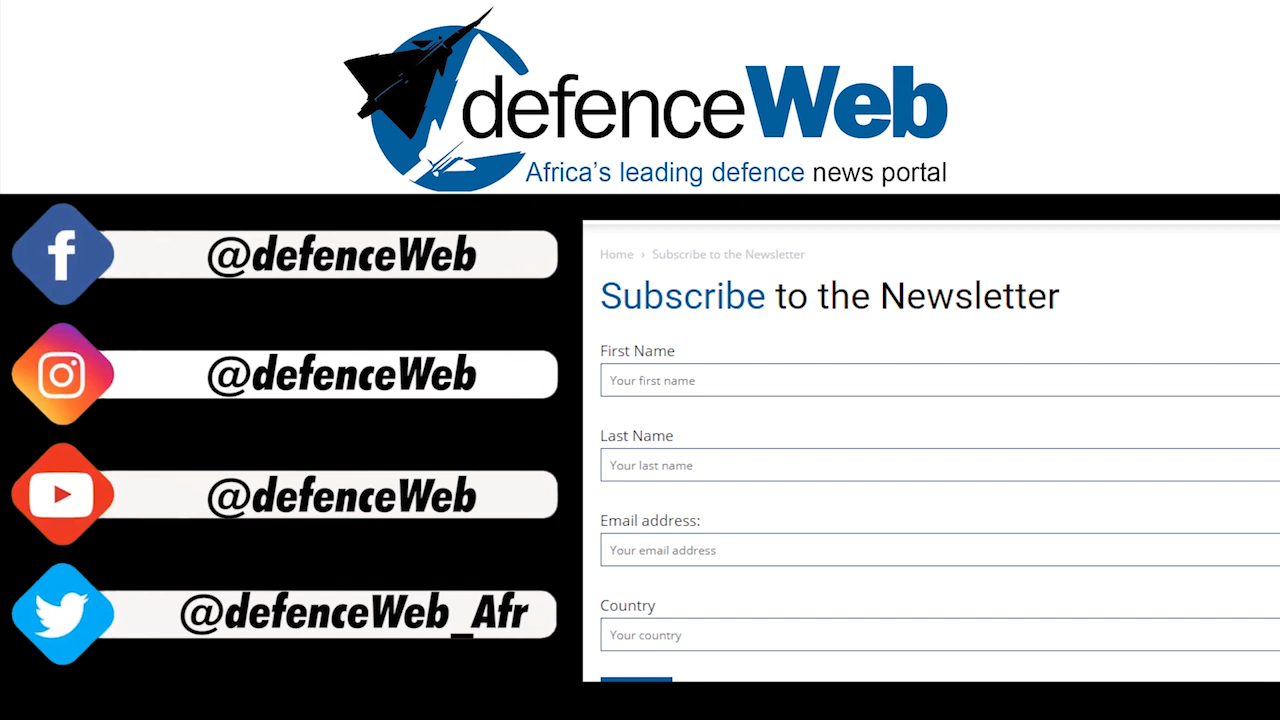 defenceWeb
Africa's leading defence news portal
@defenceWeb
@defenceWeb
@defenceWeb
@defenceWeb_Afr
Home › Subscribe to the Newsletter
Subscribe to the Newsletter
First Name
Your first name
Last Name
Your last name
Email address:
Your email address
Country
Your country